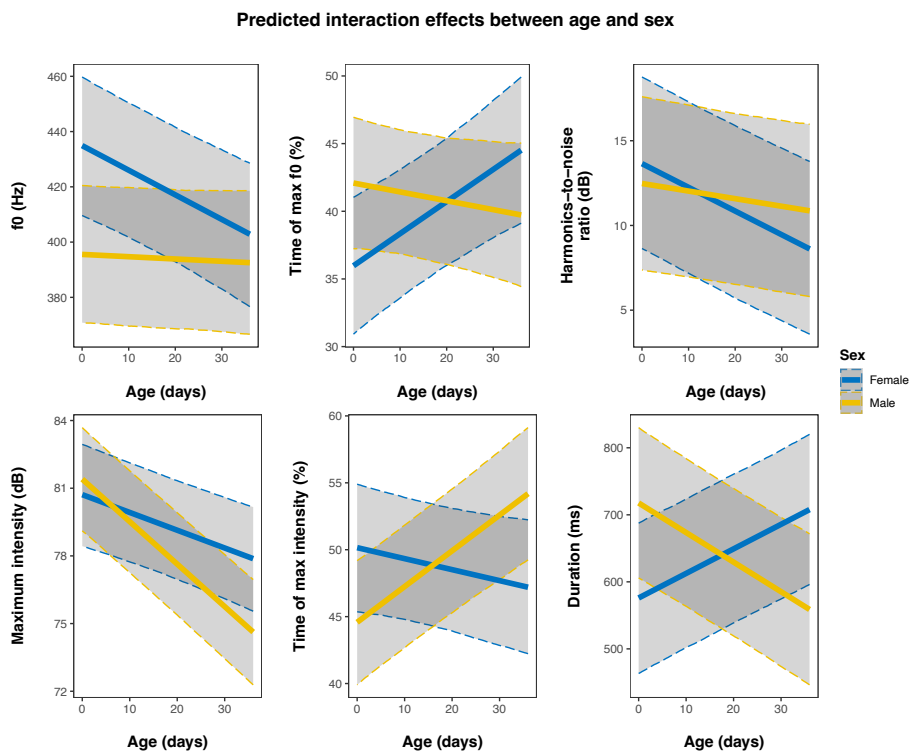 Predicted interaction effects between age and sex
f0 (Hz)
460
440
420
400
380
0 10 20 30
Age (days)
Time of max f0 (%)
50
45
40
35
30
0 10 20 30
Age (days)
Harmonics−to−noise
ratio (dB)
15
10
5
0 10 20 30
Age (days)
Sex
Female
Male
Maximum intensity (dB)
84
81
78
75
72
0 10 20 30
Age (days)
Time of max intensity (%)
60
55
50
45
40
0 10 20 30
Age (days)
Duration (ms)
800
700
600
500
0 10 20 30
Age (days)